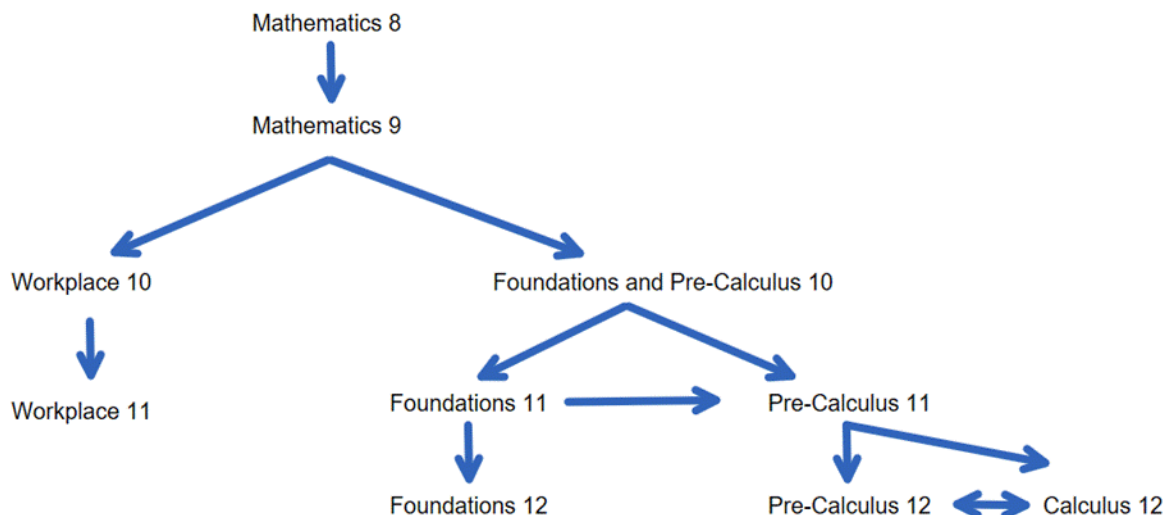 Mathematics 8
Mathematics 9
Workplace 10
Foundations and Pre-Calculus 10
Workplace 11
Foundations 11
Pre-Calculus 11
Foundations 12
Pre-Calculus 12
Calculus 12